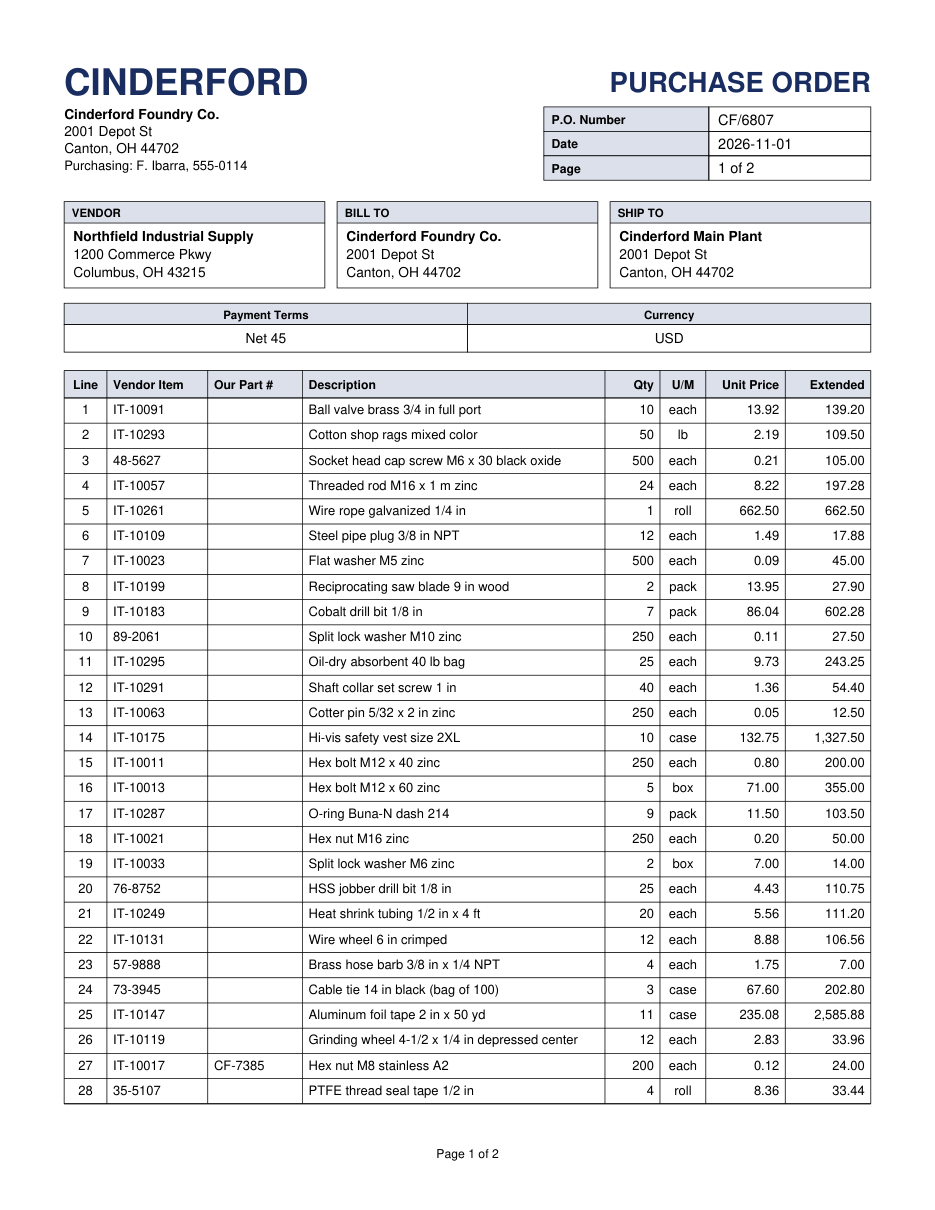 CINDERFORD
PURCHASE ORDER
Cinderford Foundry Co.
2001 Depot St
Canton, OH 44702
Purchasing: F. Ibarra, 555-0114
P.O. Number CF/6807
Date 2026-11-01
Page 1 of 2
VENDOR
Northfield Industrial Supply
1200 Commerce Pkwy
Columbus, OH 43215
BILL TO
Cinderford Foundry Co.
2001 Depot St
Canton, OH 44702
SHIP TO
Cinderford Main Plant
2001 Depot St
Canton, OH 44702
Payment Terms Currency
Net 45 USD
Line Vendor Item Our Part # Description Qty U/M Unit Price Extended
1 IT-10091 Ball valve brass 3/4 in full port 10 each 13.92 139.20
2 IT-10293 Cotton shop rags mixed color 50 lb 2.19 109.50
3 48-5627 Socket head cap screw M6 x 30 black oxide 500 each 0.21 105.00
4 IT-10057 Threaded rod M16 x 1 m zinc 24 each 8.22 197.28
5 IT-10261 Wire rope galvanized 1/4 in 1 roll 662.50 662.50
6 IT-10109 Steel pipe plug 3/8 in NPT 12 each 1.49 17.88
7 IT-10023 Flat washer M5 zinc 500 each 0.09 45.00
8 IT-10199 Reciprocating saw blade 9 in wood 2 pack 13.95 27.90
9 IT-10183 Cobalt drill bit 1/8 in 7 pack 86.04 602.28
10 89-2061 Split lock washer M10 zinc 250 each 0.11 27.50
11 IT-10295 Oil-dry absorbent 40 lb bag 25 each 9.73 243.25
12 IT-10291 Shaft collar set screw 1 in 40 each 1.36 54.40
13 IT-10063 Cotter pin 5/32 x 2 in zinc 250 each 0.05 12.50
14 IT-10175 Hi-vis safety vest size 2XL 10 case 132.75 1,327.50
15 IT-10011 Hex bolt M12 x 40 zinc 250 each 0.80 200.00
16 IT-10013 Hex bolt M12 x 60 zinc 5 box 71.00 355.00
17 IT-10287 O-ring Buna-N dash 214 9 pack 11.50 103.50
18 IT-10021 Hex nut M16 zinc 250 each 0.20 50.00
19 IT-10033 Split lock washer M6 zinc 2 box 7.00 14.00
20 76-8752 HSS jobber drill bit 1/8 in 25 each 4.43 110.75
21 IT-10249 Heat shrink tubing 1/2 in x 4 ft 20 each 5.56 111.20
22 IT-10131 Wire wheel 6 in crimped 12 each 8.88 106.56
23 57-9888 Brass hose barb 3/8 in x 1/4 NPT 4 each 1.75 7.00
24 73-3945 Cable tie 14 in black (bag of 100) 3 case 67.60 202.80
25 IT-10147 Aluminum foil tape 2 in x 50 yd 11 case 235.08 2,585.88
26 IT-10119 Grinding wheel 4-1/2 x 1/4 in depressed center 12 each 2.83 33.96
27 IT-10017 CF-7385 Hex nut M8 stainless A2 200 each 0.12 24.00
28 35-5107 PTFE thread seal tape 1/2 in 4 roll 8.36 33.44
Page 1 of 2